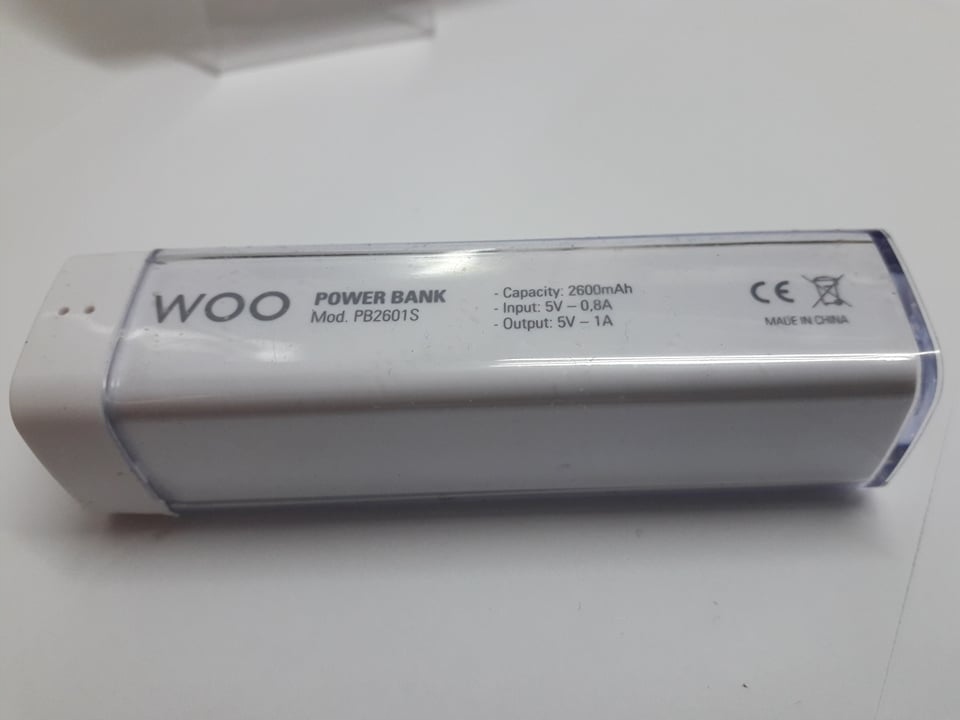 WOO
POWER BANK
Mod. PB2601S
- Capacity: 2600mAh
- Input: 5V – 0,8A
- Output: 5V – 1A
CE
MADE IN CHINA